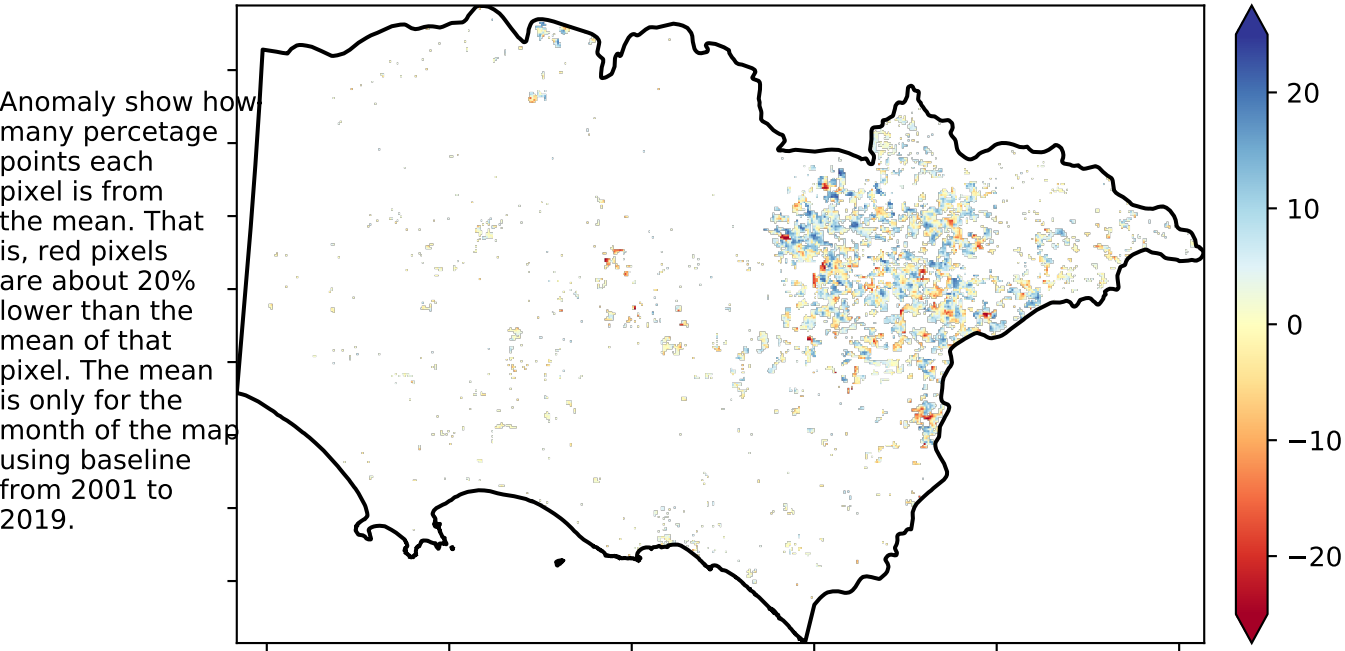 Anomaly show how
many percetage
points each
pixel is from
the mean. That
is, red pixels
are about 20%
lower than the
mean of that
pixel. The mean
is only for the
month of the map
using baseline
from 2001 to
2019.
20
10
0
−10
−20